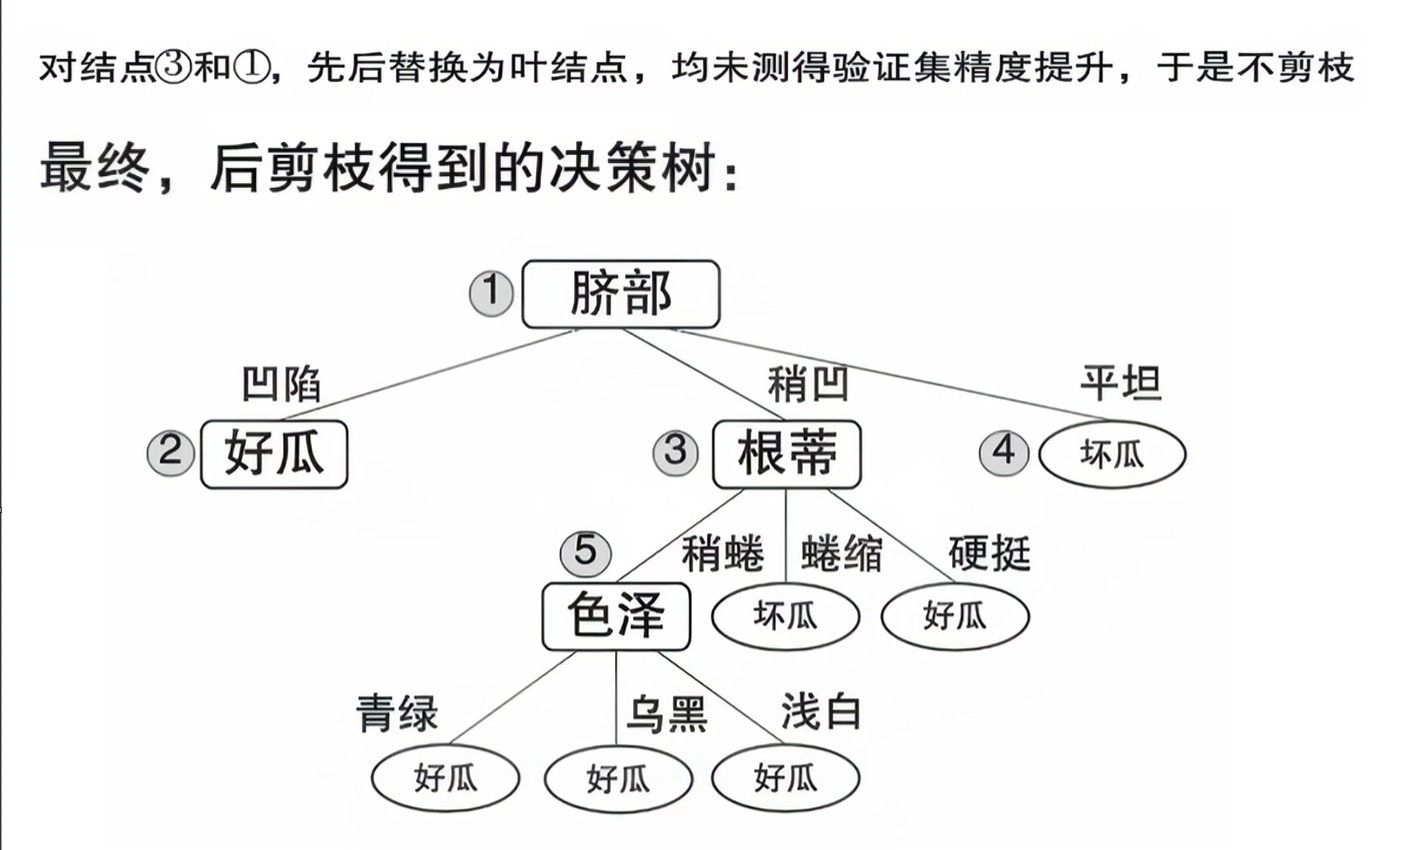 对结点③和①，先后替换为叶结点，均未测得验证集精度提升，于是不剪枝
最终，后剪枝得到的决策树：
① 脐部
凹陷 稍凹 平坦
② 好瓜 ③ 根蒂 ④ 坏瓜
⑤ 稍蜷 蜷缩 硬挺
色泽 坏瓜 好瓜
青绿 乌黑 浅白
好瓜 好瓜 好瓜